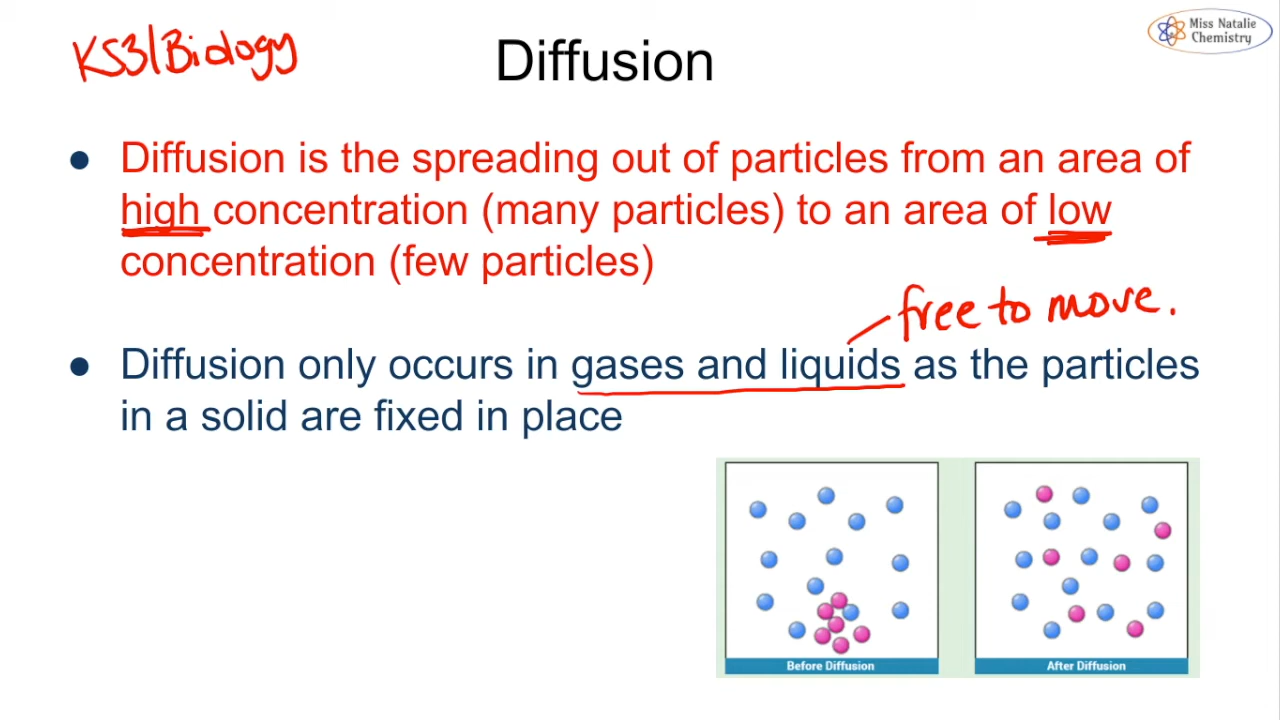 KS3/Biology
Diffusion
Miss Natalie
Chemistry
● Diffusion is the spreading out of particles from an area of
high concentration (many particles) to an area of low
concentration (few particles)
free to move.
● Diffusion only occurs in gases and liquids as the particles
in a solid are fixed in place
Before Diffusion
After Diffusion